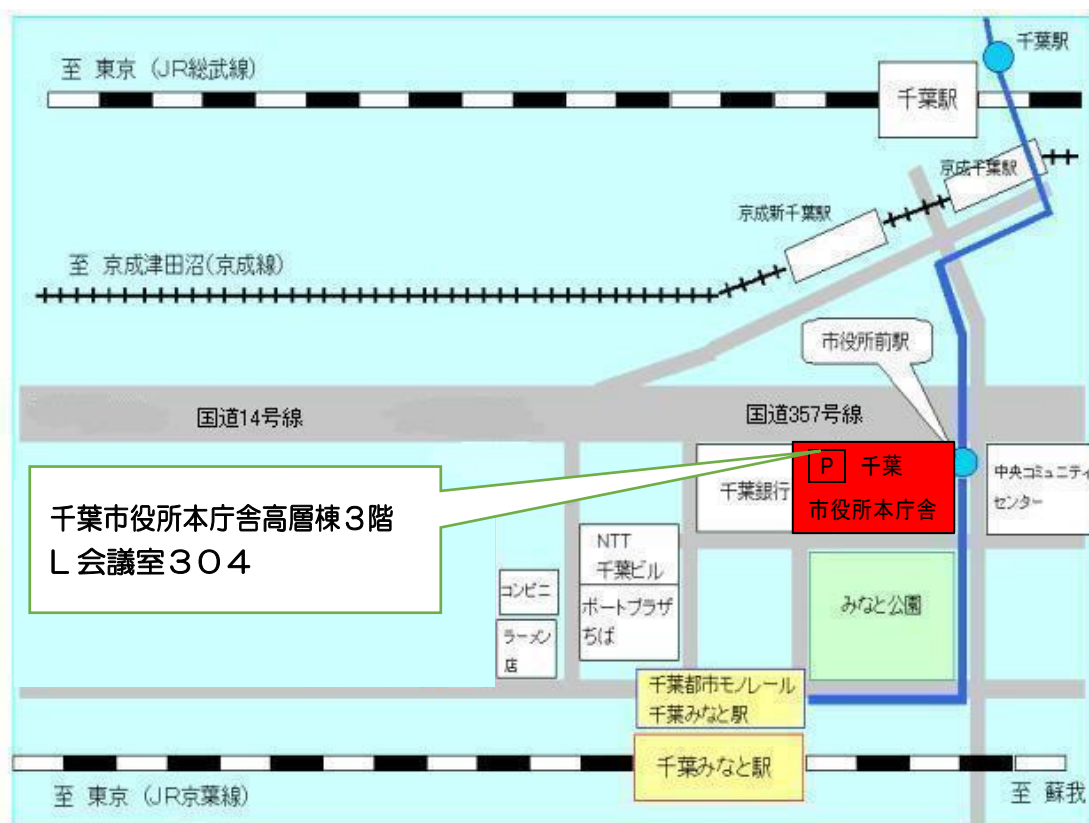 千葉駅
至 東京 (JR総武線)
千葉駅
京成千葉駅
京成新千葉駅
至 京成津田沼(京成線)
市役所前駅
国道14号線
国道357号線
P 千葉
市役所本庁舎
千葉銀行
中央コミュニティ
センター
千葉市役所本庁舎高層棟３階
L 会議室３０４
NTT
千葉ビル
コンビニ
ポートプラザ
ちば
みなと公園
ラーメン
店
千葉都市モノレール
千葉みなと駅
千葉みなと駅
至 東京 (JR京葉線)
至 蘇我